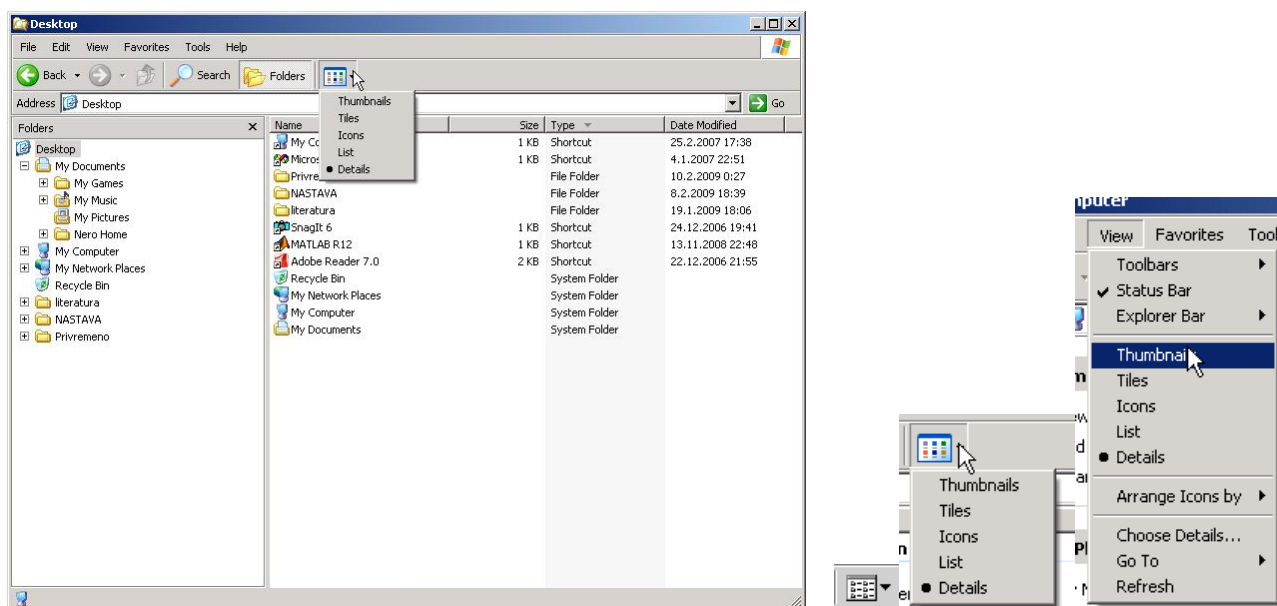 Desktop
File Edit View Favorites Tools Help
Back Search Folders
Address Desktop Go
Thumbnails
Tiles
Icons
List
Details
Folders
Desktop
My Documents
My Games
My Music
My Pictures
Nero Home
My Computer
My Network Places
Recycle Bin
literatura
NASTAVA
Privremeno
Name Size Type Date Modified
My Co 1 KB Shortcut 25.2.2007 17:38
Micros 1 KB Shortcut 4.1.2007 22:51
Privre File Folder 10.2.2009 0:27
NASTAVA File Folder 8.2.2009 18:39
literatura File Folder 19.1.2009 18:06
SnagIt 6 1 KB Shortcut 24.12.2006 19:41
MATLAB R12 1 KB Shortcut 13.11.2008 22:48
Adobe Reader 7.0 2 KB Shortcut 22.12.2006 21:55
Recycle Bin System Folder
My Network Places System Folder
My Computer System Folder
My Documents System Folder
Thumbnails
Tiles
Icons
List
Details
View Favorites Tool
Toolbars
Status Bar
Explorer Bar
Thumbnai
Tiles
Icons
List
Details
Arrange Icons by
Choose Details...
Go To
Refresh